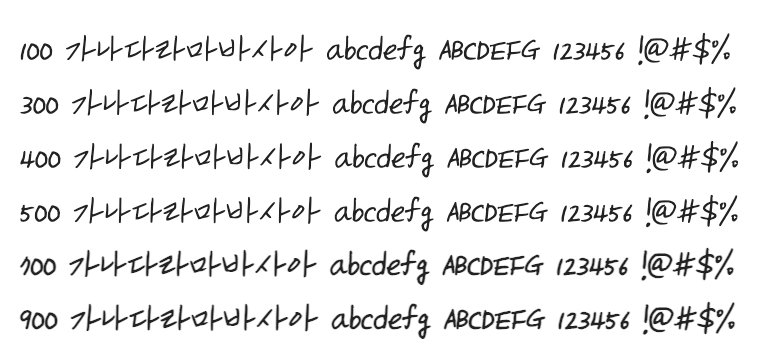 100 가나다라마바사아 abcdefg ABCDEFG 123456 !@#$%
300 가나다라마바사아 abcdefg ABCDEFG 123456 !@#$%
400 가나다라마바사아 abcdefg ABCDEFG 123456 !@#$%
500 가나다라마바사아 abcdefg ABCDEFG 123456 !@#$%
700 가나다라마바사아 abcdefg ABCDEFG 123456 !@#$%
900 가나다라마바사아 abcdefg ABCDEFG 123456 !@#$%